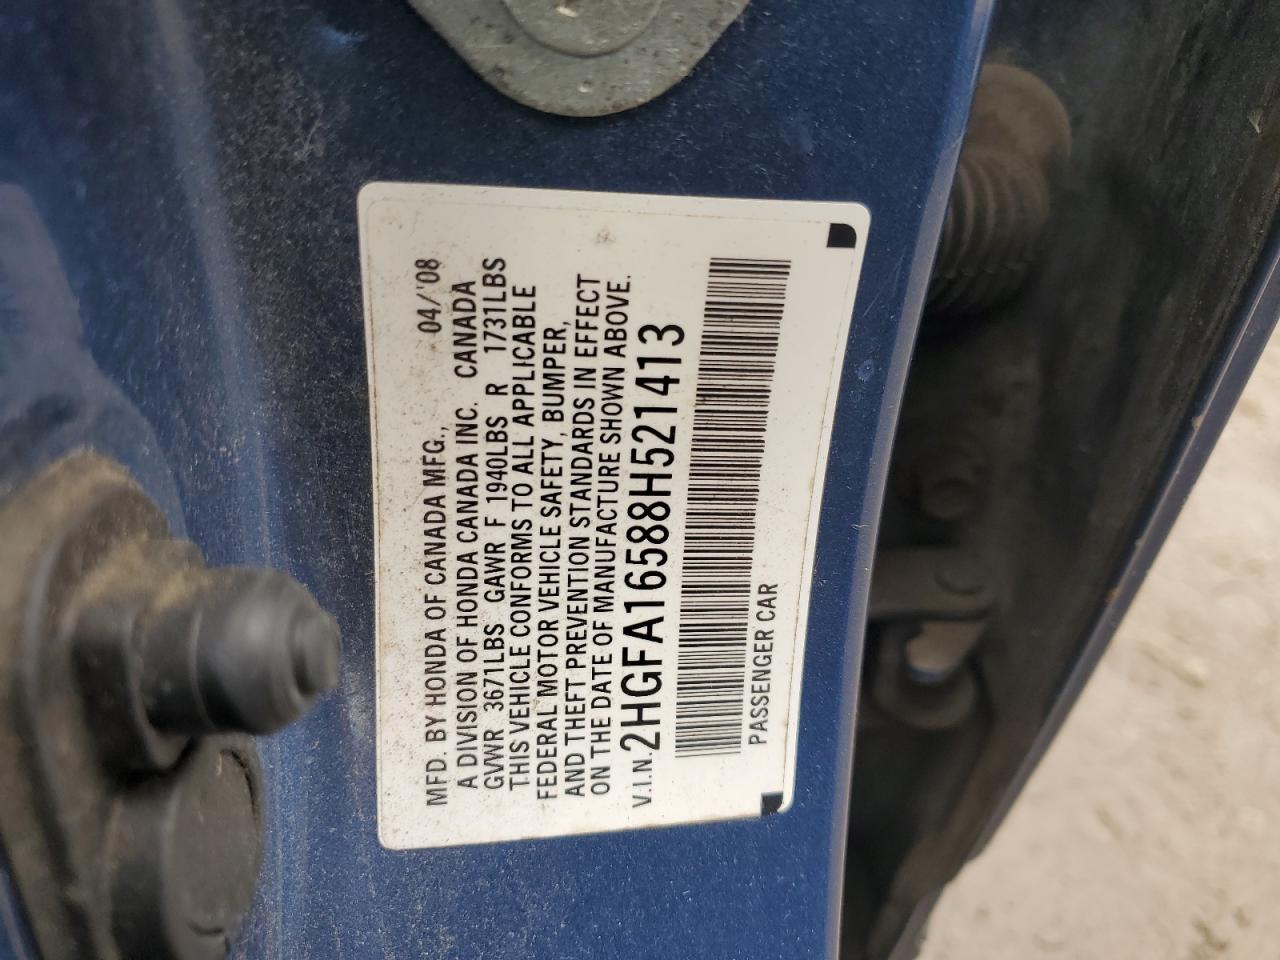 MFD. BY HONDA OF CANADA MFG., 04/'08
A DIVISION OF HONDA CANADA INC. CANADA
GVWR 3671LBS GAWR F 1940LBS R 1731LBS
THIS VEHICLE CONFORMS TO ALL APPLICABLE
FEDERAL MOTOR VEHICLE SAFETY, BUMPER,
AND THEFT PREVENTION STANDARDS IN EFFECT
ON THE DATE OF MANUFACTURE SHOWN ABOVE.
V.I.N. 2HGFA16588H521413
PASSENGER CAR